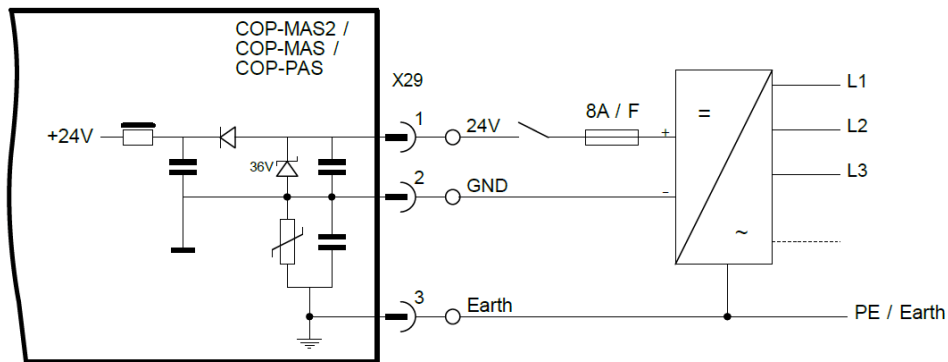 COP-MAS2 /
COP-MAS /
COP-PAS
X29
L1
1
24V
8A / F
=
+
+24V
L2
36V
2
GND
−
L3
~
3
Earth
PE / Earth